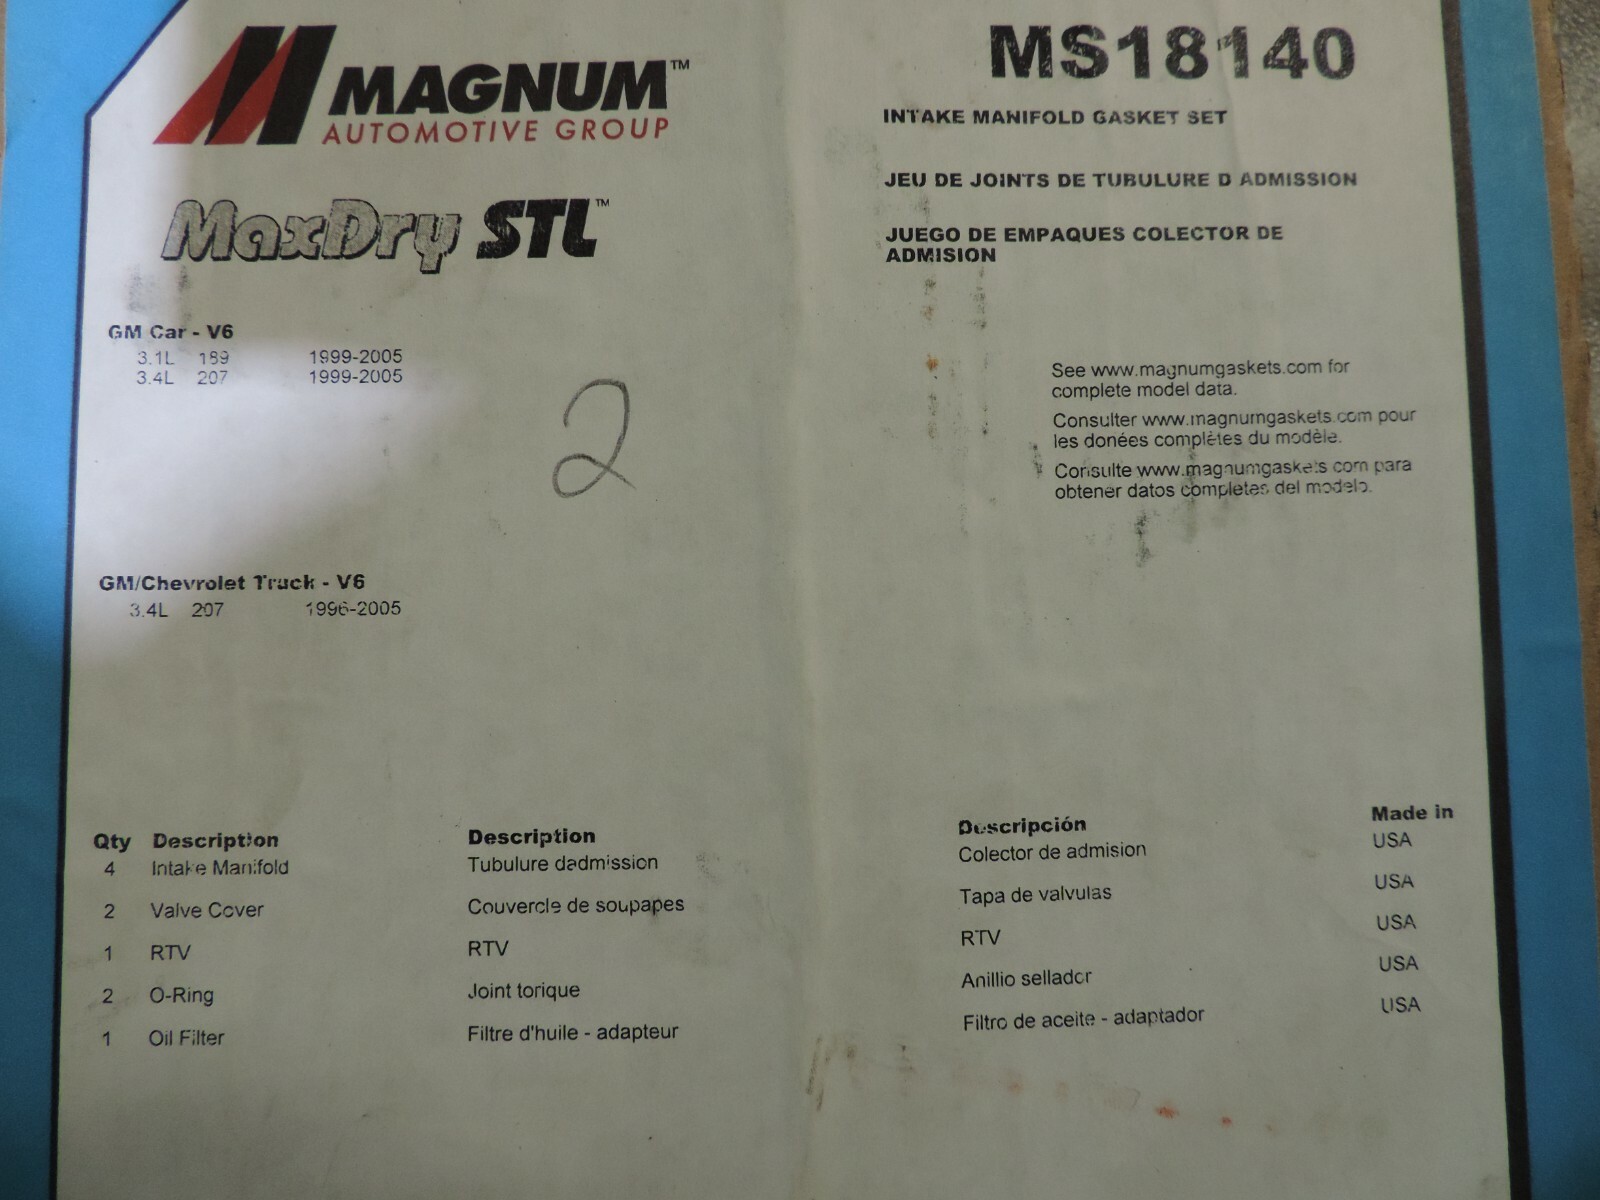 MAGNUM™
AUTOMOTIVE GROUP
MaxDry STL™
MS18140
INTAKE MANIFOLD GASKET SET
JEU DE JOINTS DE TUBULURE D ADMISSION
JUEGO DE EMPAQUES COLECTOR DE
ADMISION
GM Car - V6
3.1L 189 1999-2005
3.4L 207 1999-2005
2
See www.magnumgaskets.com for
complete model data.
Consulter www.magnumgaskets.com pour
les donées complètes du modèle.
Consulte www.magnumgaskets com para
obtener datos completes del modelo.
GM/Chevrolet Truck - V6
3.4L 207 1996-2005
Qty Description Description Descripción Made in
4 Intake Manifold Tubulure dadmission Colector de admision USA
2 Valve Cover Couvercle de soupapes Tapa de valvulas USA
1 RTV RTV RTV USA
2 O-Ring Joint torique Anillio sellador USA
1 Oil Filter Filtre d'huile - adapteur Filtro de aceite - adaptador USA